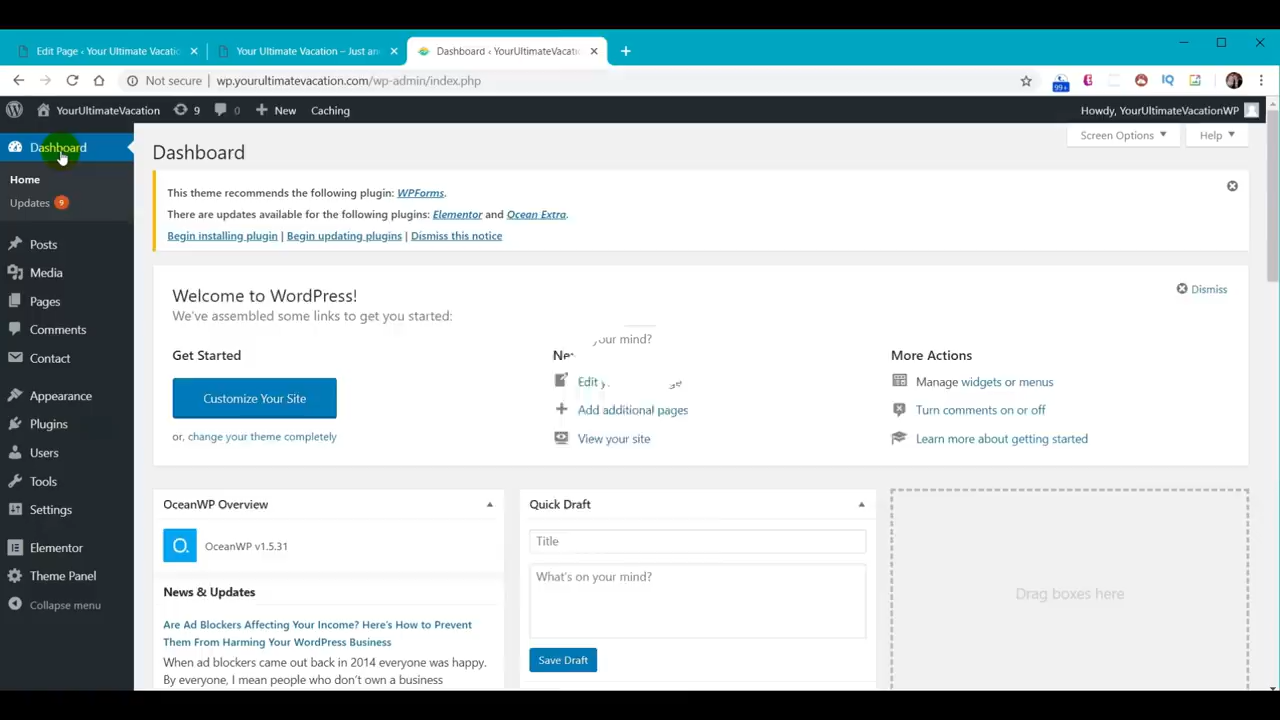 Edit Page ‹ Your Ultimate Vacatio
Your Ultimate Vacation – Just an
Dashboard ‹ YourUltimateVacati
Not secure | wp.yourultimatevacation.com/wp-admin/index.php
99+
IQ
YourUltimateVacation 9 0 New Caching
Howdy, YourUltimateVacationWP
Dashboard
Home
Updates 9
Posts
Media
Pages
Comments
Contact
Appearance
Plugins
Users
Tools
Settings
Elementor
Theme Panel
Collapse menu
Screen Options
Help
Dashboard
This theme recommends the following plugin: WPForms.
There are updates available for the following plugins: Elementor and Ocean Extra.
Begin installing plugin | Begin updating plugins | Dismiss this notice
Welcome to WordPress!
Dismiss
We've assembled some links to get you started:
Get Started
Customize Your Site
or, change your theme completely
your mind?
Edit
Add additional pages
View your site
More Actions
Manage widgets or menus
Turn comments on or off
Learn more about getting started
OceanWP Overview
O.
OceanWP v1.5.31
News & Updates
Are Ad Blockers Affecting Your Income? Here's How to Prevent
Them From Harming Your WordPress Business
When ad blockers came out back in 2014 everyone was happy.
By everyone, I mean people who don't own a business
Quick Draft
Title
What's on your mind?
Save Draft
Drag boxes here